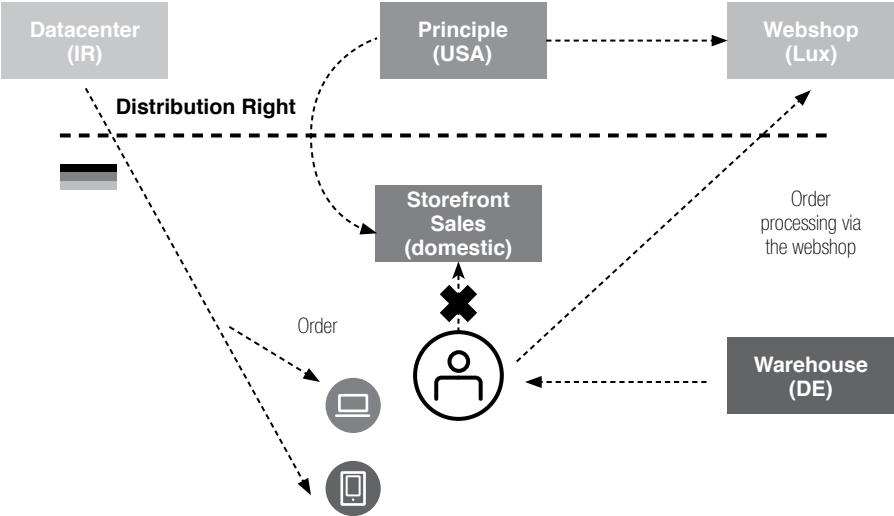 Datacenter
(IR)
Principle
(USA)
Webshop
(Lux)
Distribution Right
Storefront
Sales
(domestic)
Order
processing via
the webshop
Order
Warehouse
(DE)